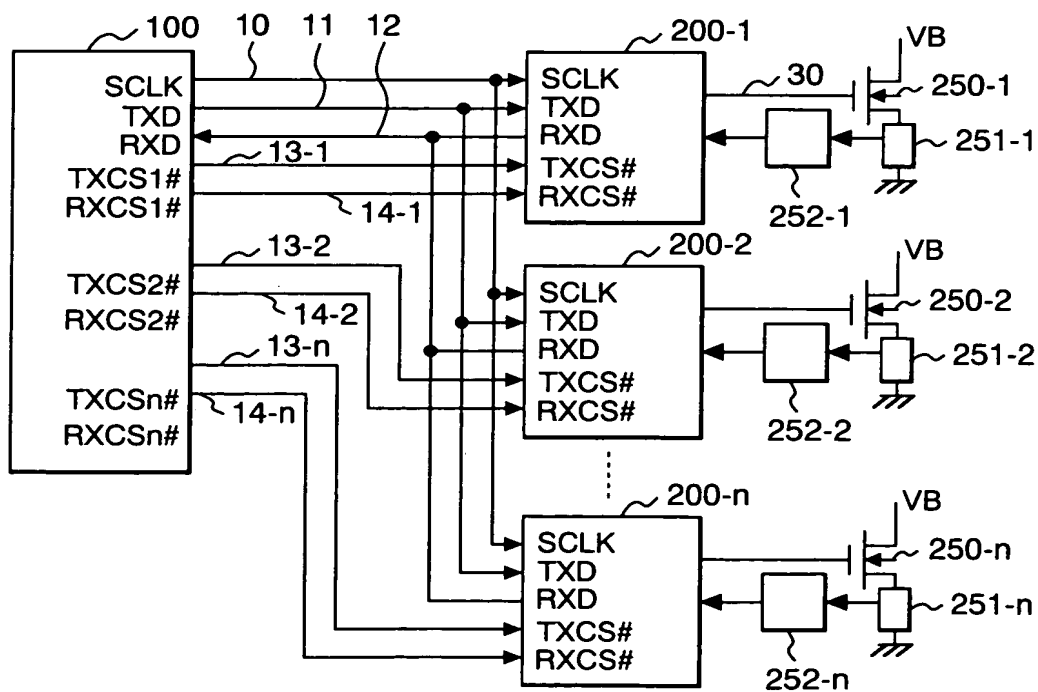 100
10
11
12
200-1
VB
SCLK
TXD
RXD
TXCS1#
RXCS1#
13-1
14-1
SCLK
TXD
RXD
TXCS#
RXCS#
30
250-1
251-1
252-1
13-2
200-2
VB
TXCS2#
RXCS2#
14-2
SCLK
TXD
RXD
TXCS#
RXCS#
250-2
251-2
252-2
13-n
TXCSn#
RXCSn#
14-n
200-n
VB
SCLK
TXD
RXD
TXCS#
RXCS#
250-n
251-n
252-n